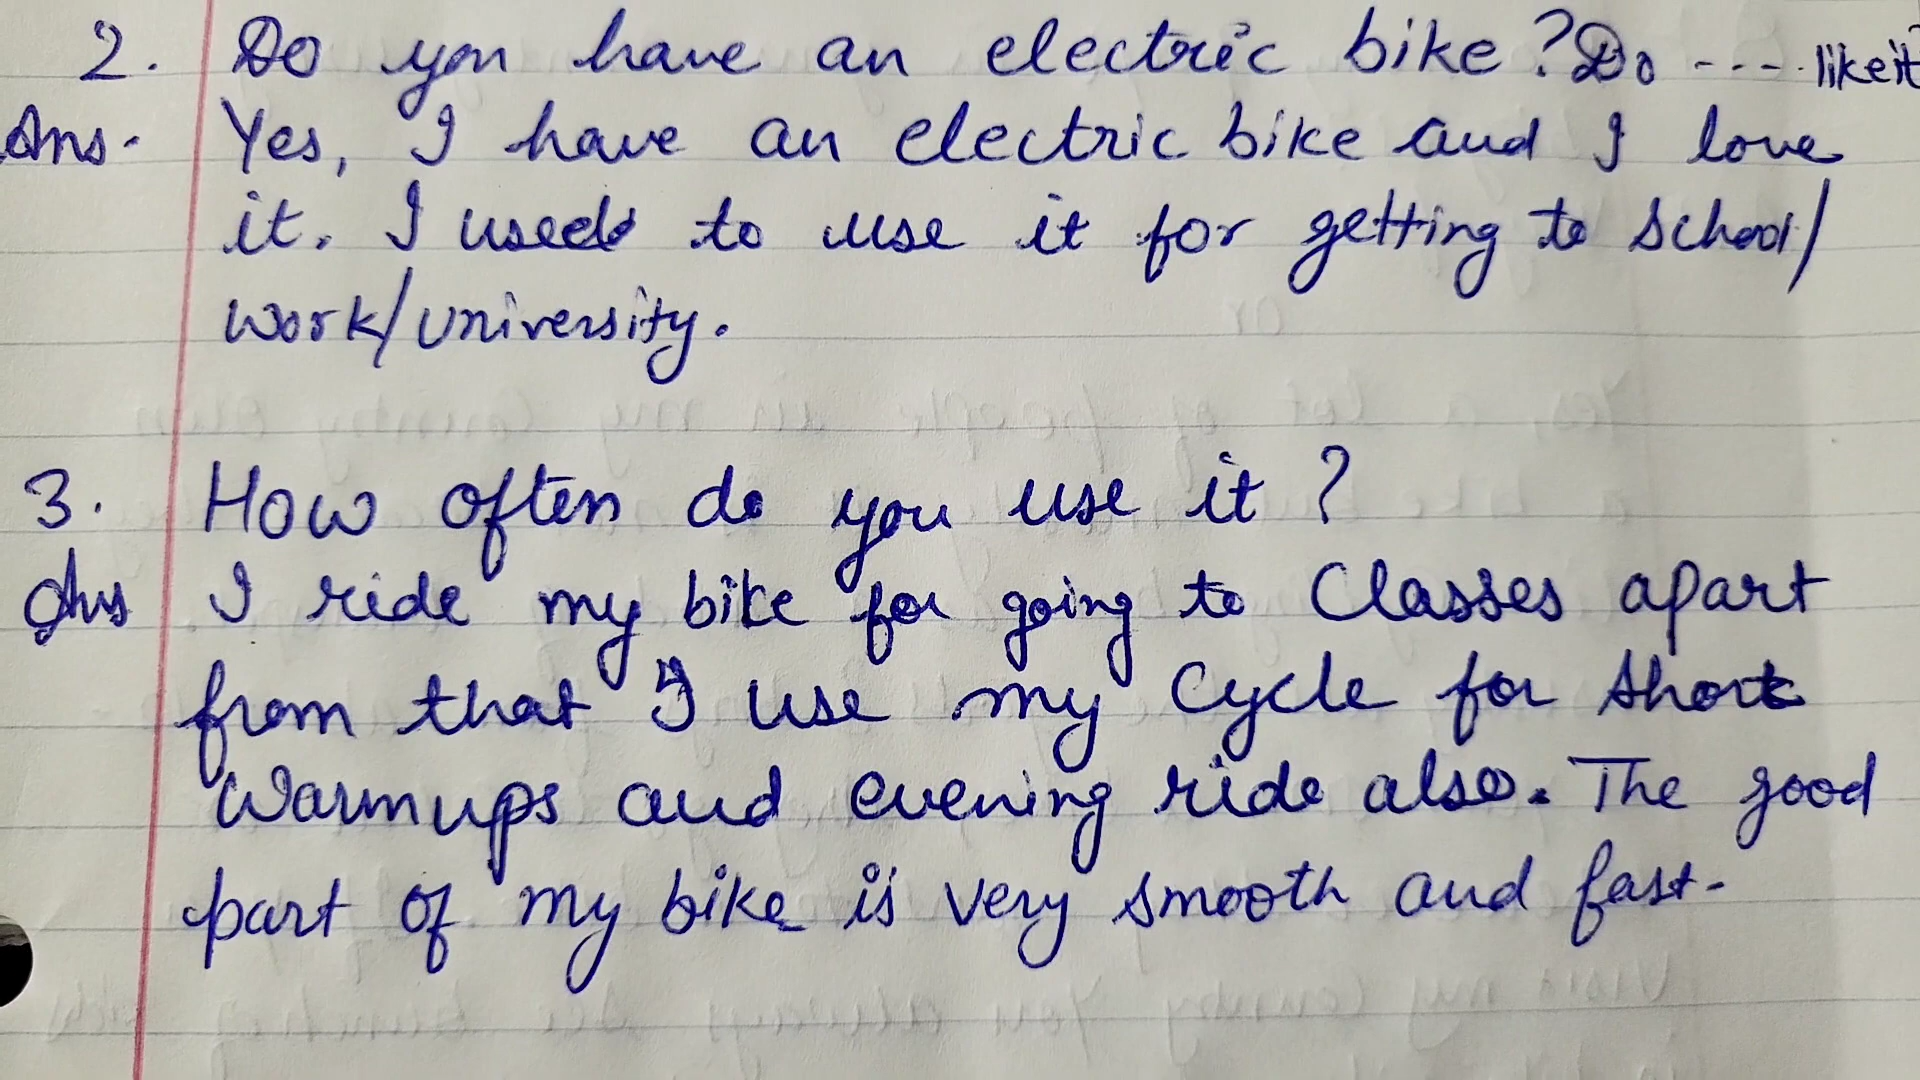 2. Do you have an electric bike? Do ---- like it
Ans. Yes, I have an electric bike and I love
it. I used to use it for getting to school/
work/university.
3. How often do you use it?
Ans I ride my bike for going to Classes apart
from that I use my Cycle for short
warmups and evening ride also. The good
part of my bike is very smooth and fast.